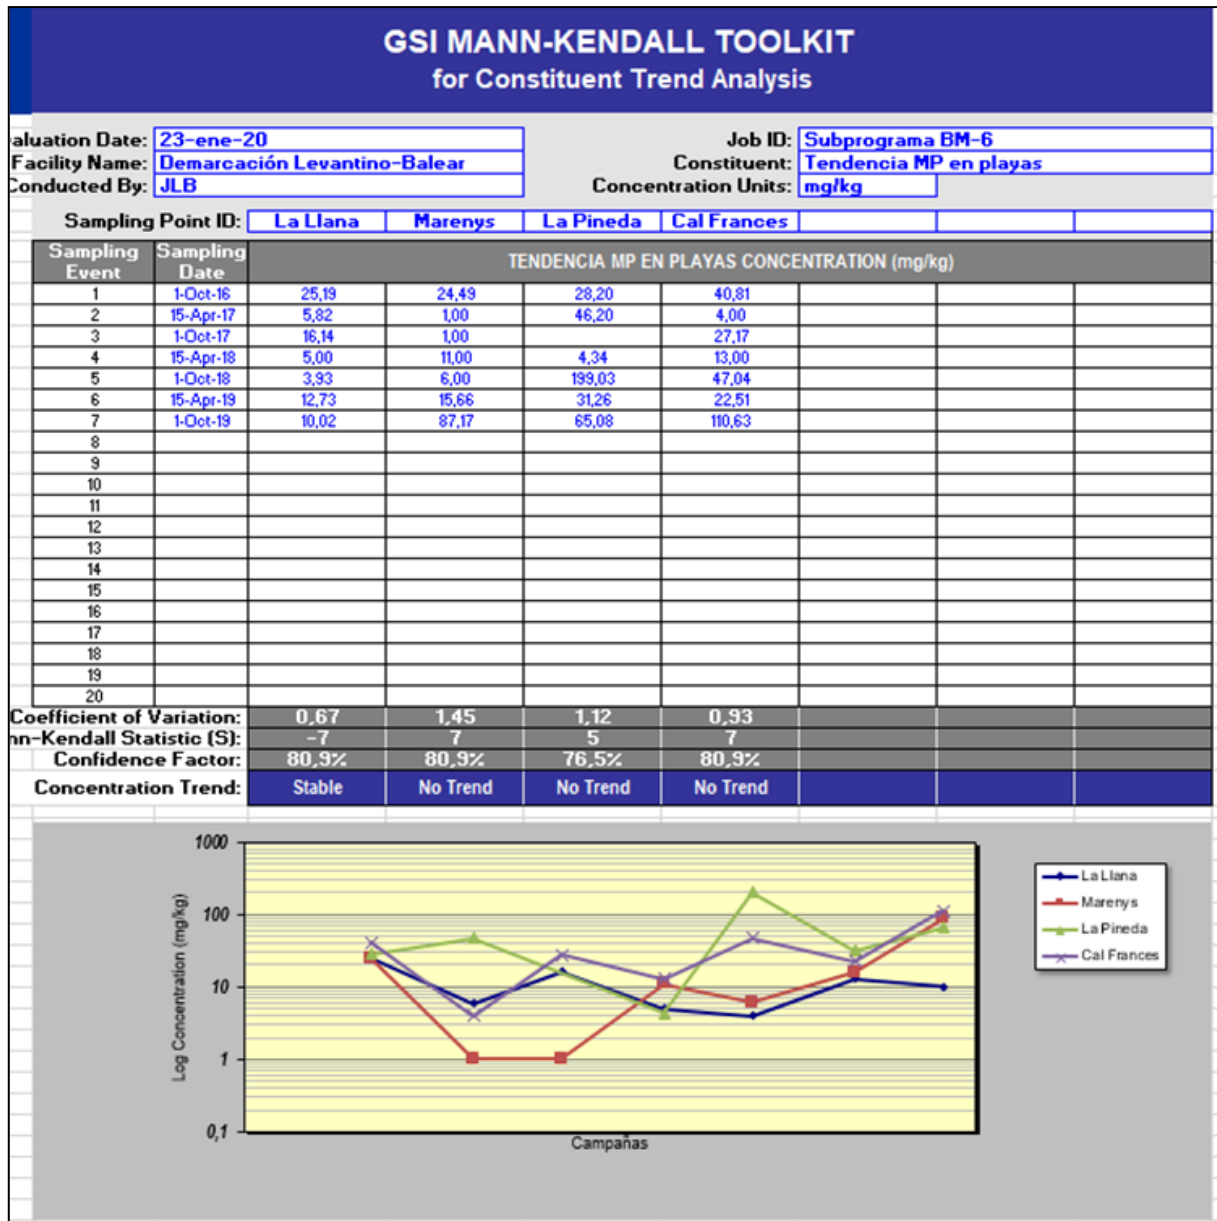 GSI MANN-KENDALL TOOLKIT
for Constituent Trend Analysis
aluation Date: 23-ene-20 Job ID: Subprograma BM-6
Facility Name: Demarcación Levantino-Balear Constituent: Tendencia MP en playas
Conducted By: JLB Concentration Units: mg/kg
Sampling Point ID: La Llana Marenys La Pineda Cal Frances
Sampling Event Sampling Date TENDENCIA MP EN PLAYAS CONCENTRATION (mg/kg)
1 1-Oct-16 25,19 24,49 28,20 40,81
2 15-Apr-17 5,82 1,00 46,20 4,00
3 1-Oct-17 16,14 1,00 27,17
4 15-Apr-18 5,00 11,00 4,34 13,00
5 1-Oct-18 3,93 6,00 199,03 47,04
6 15-Apr-19 12,73 15,66 31,26 22,51
7 1-Oct-19 10,02 87,17 65,08 110,63
8
9
10
11
12
13
14
15
16
17
18
19
20
Coefficient of Variation: 0,67 1,45 1,12 0,93
nn-Kendall Statistic (S): -7 7 5 7
Confidence Factor: 80,9% 80,9% 76,5% 80,9%
Concentration Trend: Stable No Trend No Trend No Trend
1000
100
10
1
0,1
Log Concentration (mg/kg)
Campañas
La Llana
Marenys
La Pineda
Cal Frances